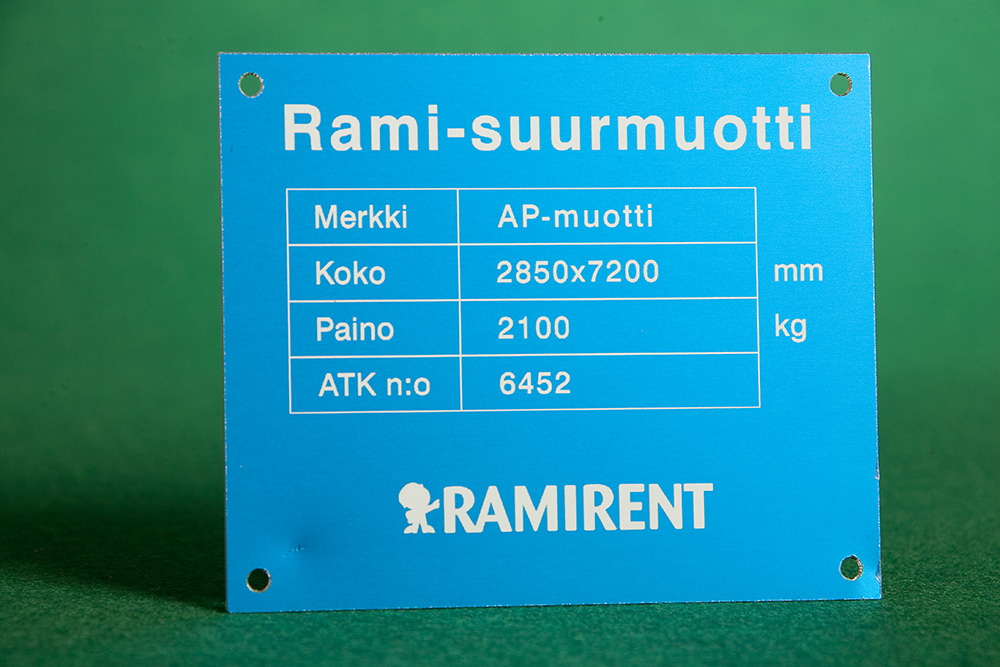 Rami-suurmuotti
Merkki AP-muotti
Koko 2850x7200 mm
Paino 2100 kg
ATK n:o 6452
RAMIRENT